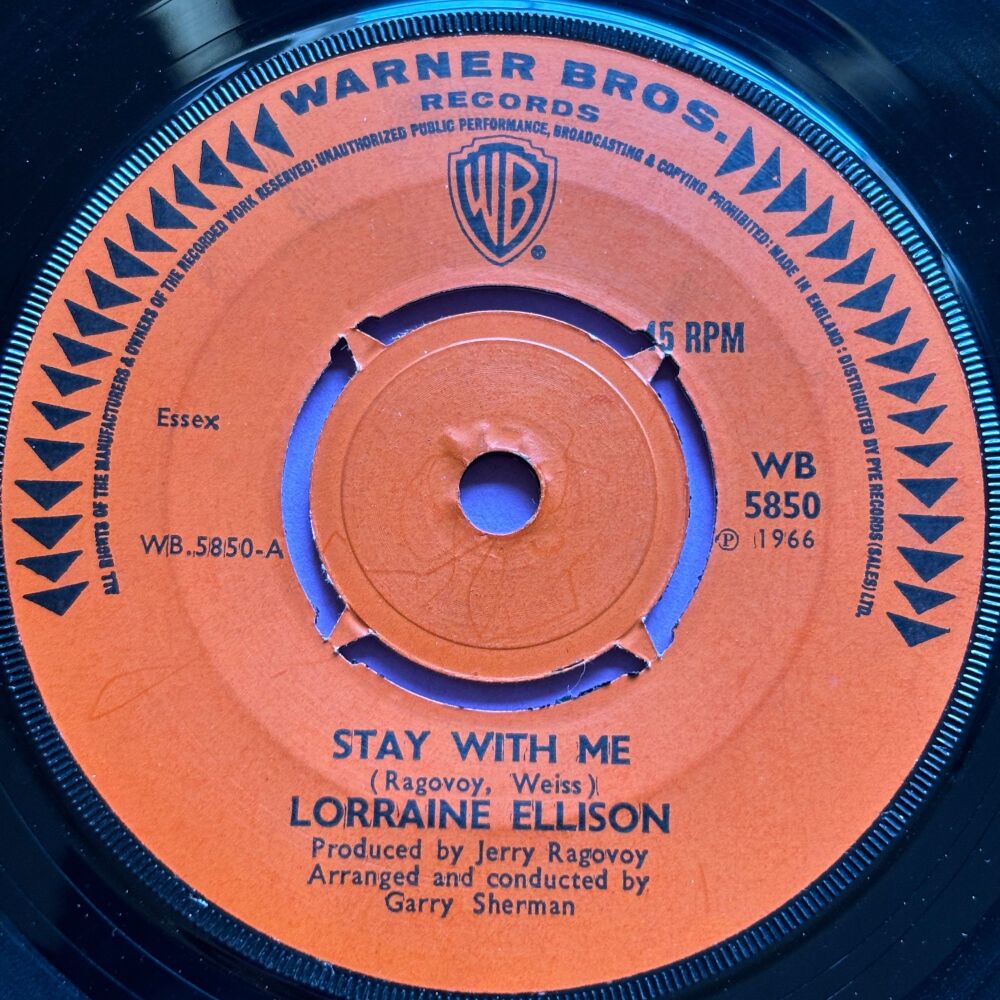 WARNER BROS.
RECORDS
ALL RIGHTS OF THE MANUFACTURERS & OWNERS OF THE RECORDED WORK RESERVED: UNAUTHORIZED PUBLIC PERFORMANCE, BROADCASTING & COPYING PROHIBITED: MADE IN ENGLAND: DISTRIBUTED BY PYE RECORDS (SALES) LTD.
WB
®
45 RPM
Essex
WB
5850
WB.5850-A
℗ 1966
STAY WITH ME
(Ragovoy, Weiss)
LORRAINE ELLISON
Produced by Jerry Ragovoy
Arranged and conducted by
Garry Sherman